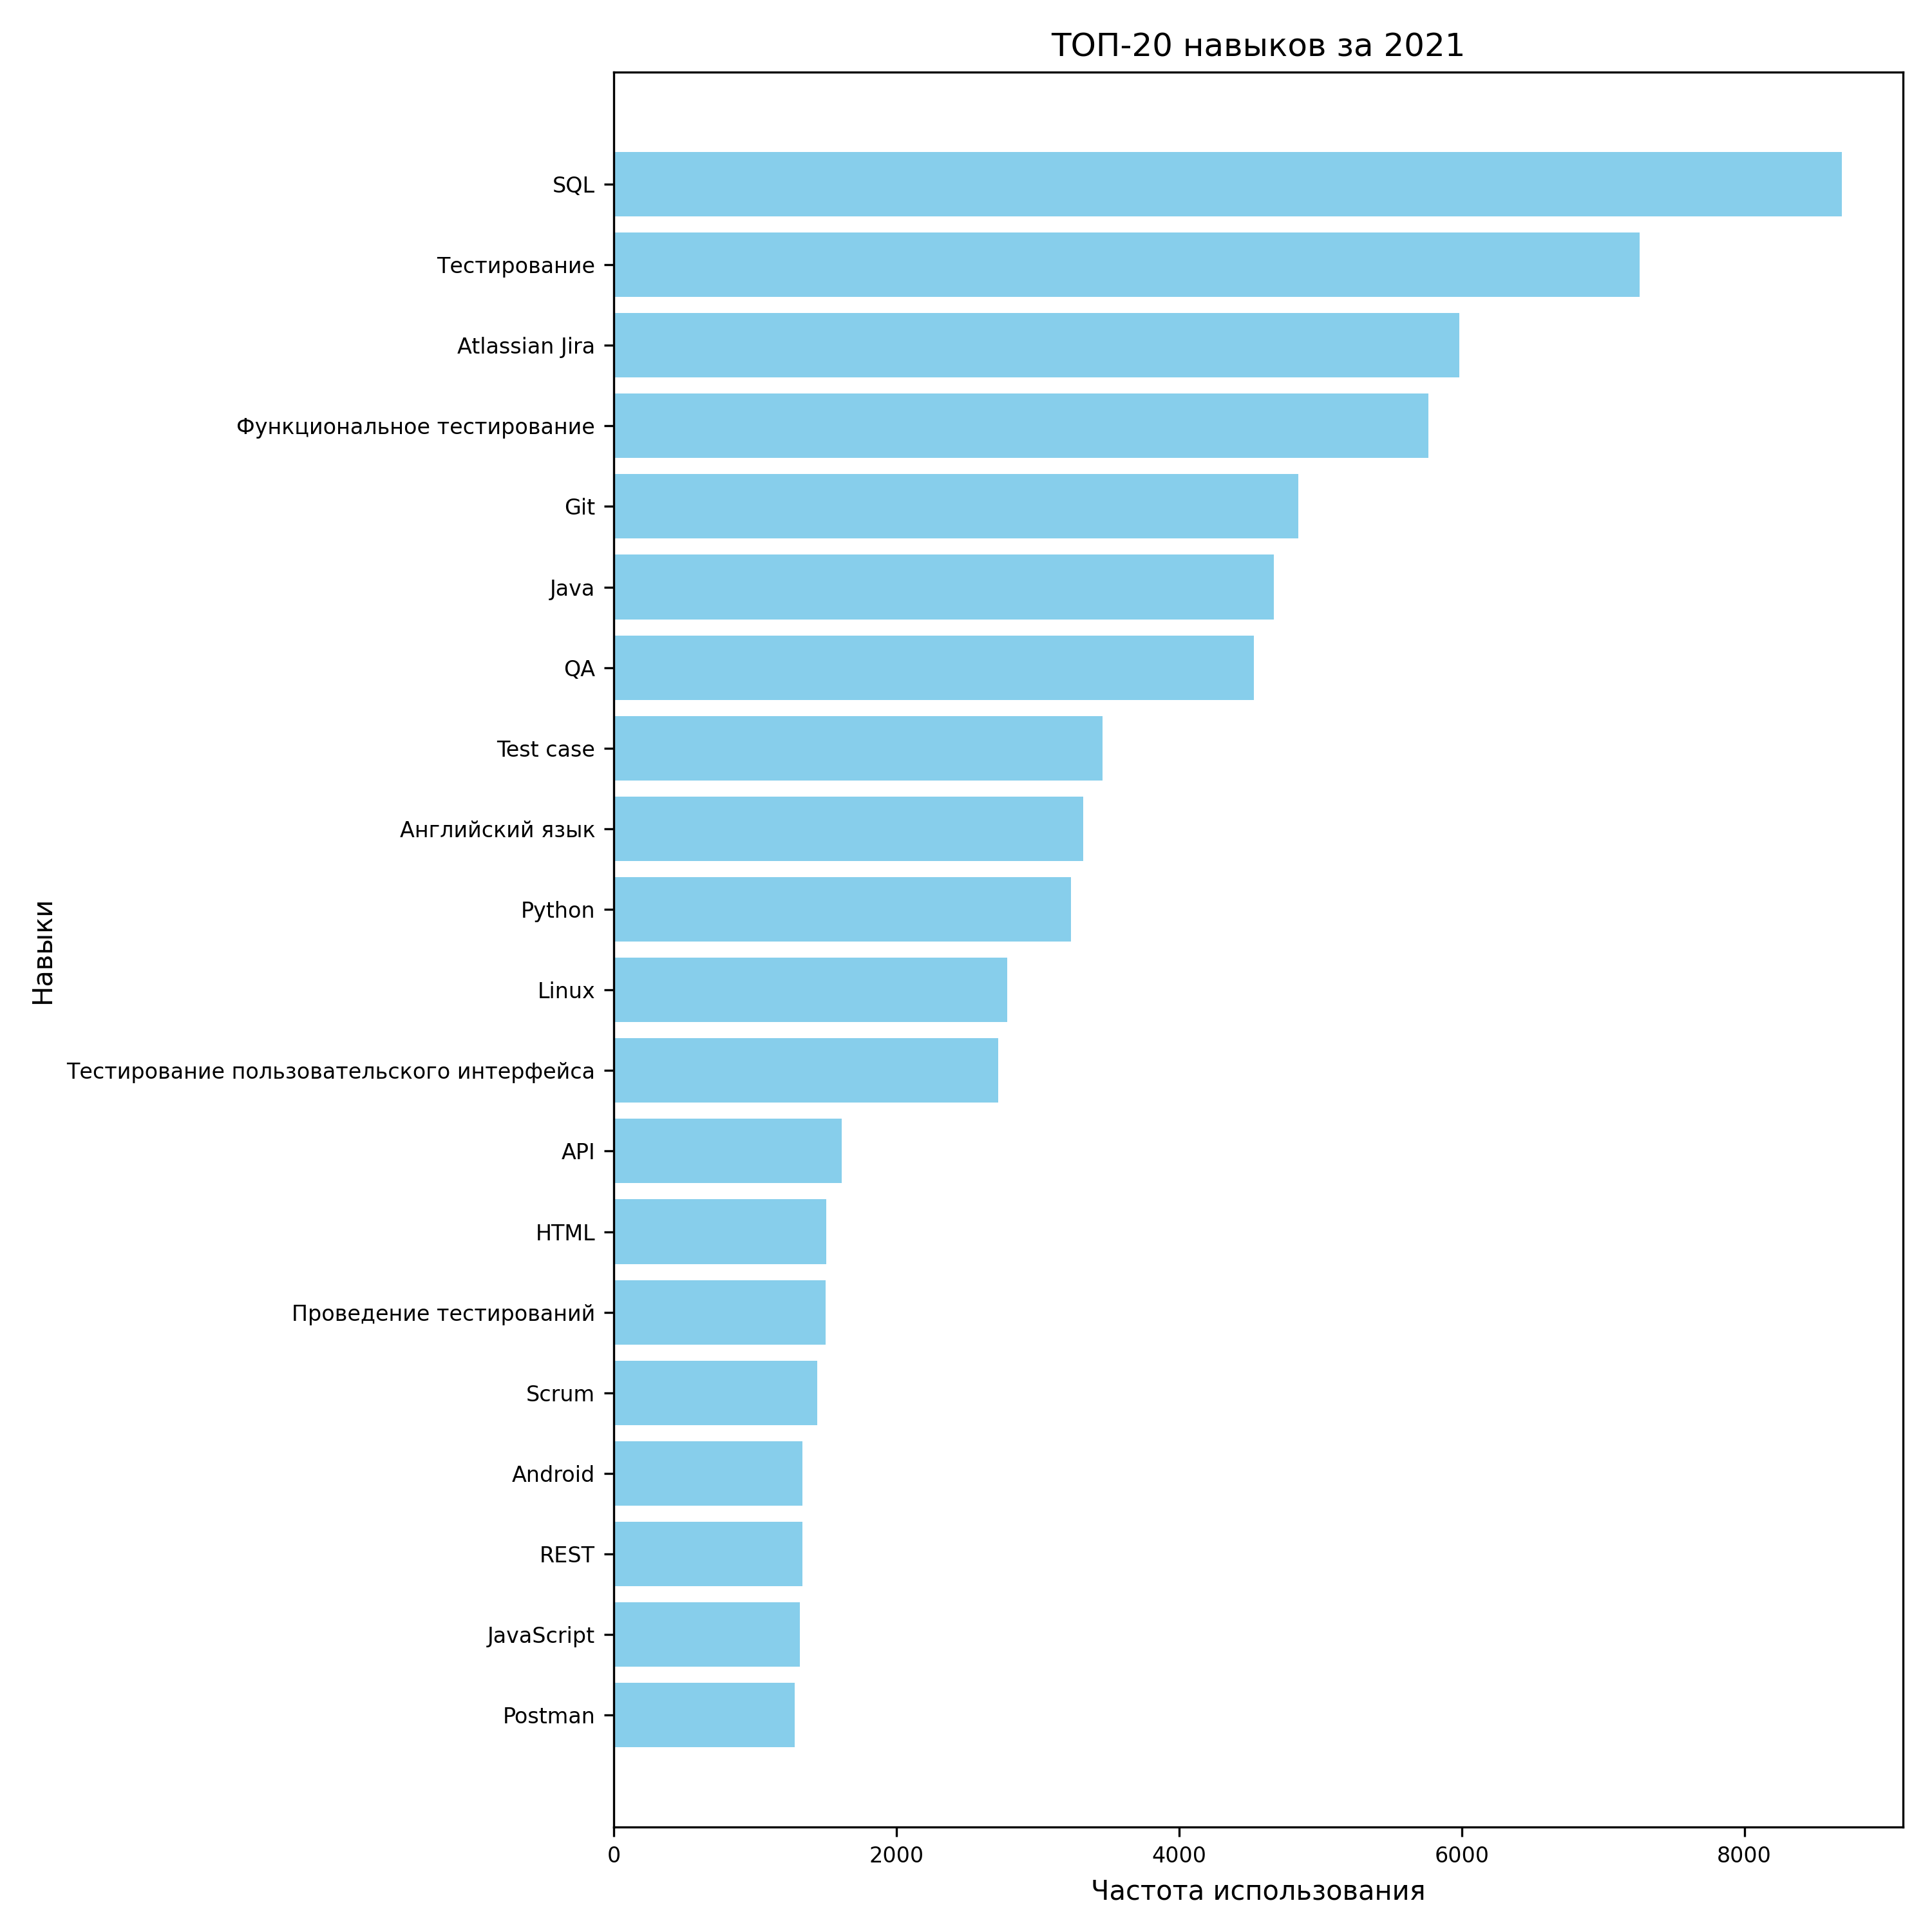 ТОП-20 навыков за 2021
SQL
Тестирование
Atlassian Jira
Функциональное тестирование
Git
Java
QA
Test case
Английский язык
Python
Навыки
Linux
Тестирование пользовательского интерфейса
API
HTML
Проведение тестирований
Scrum
Android
REST
JavaScript
Postman
0 2000 4000 6000 8000
Частота использования